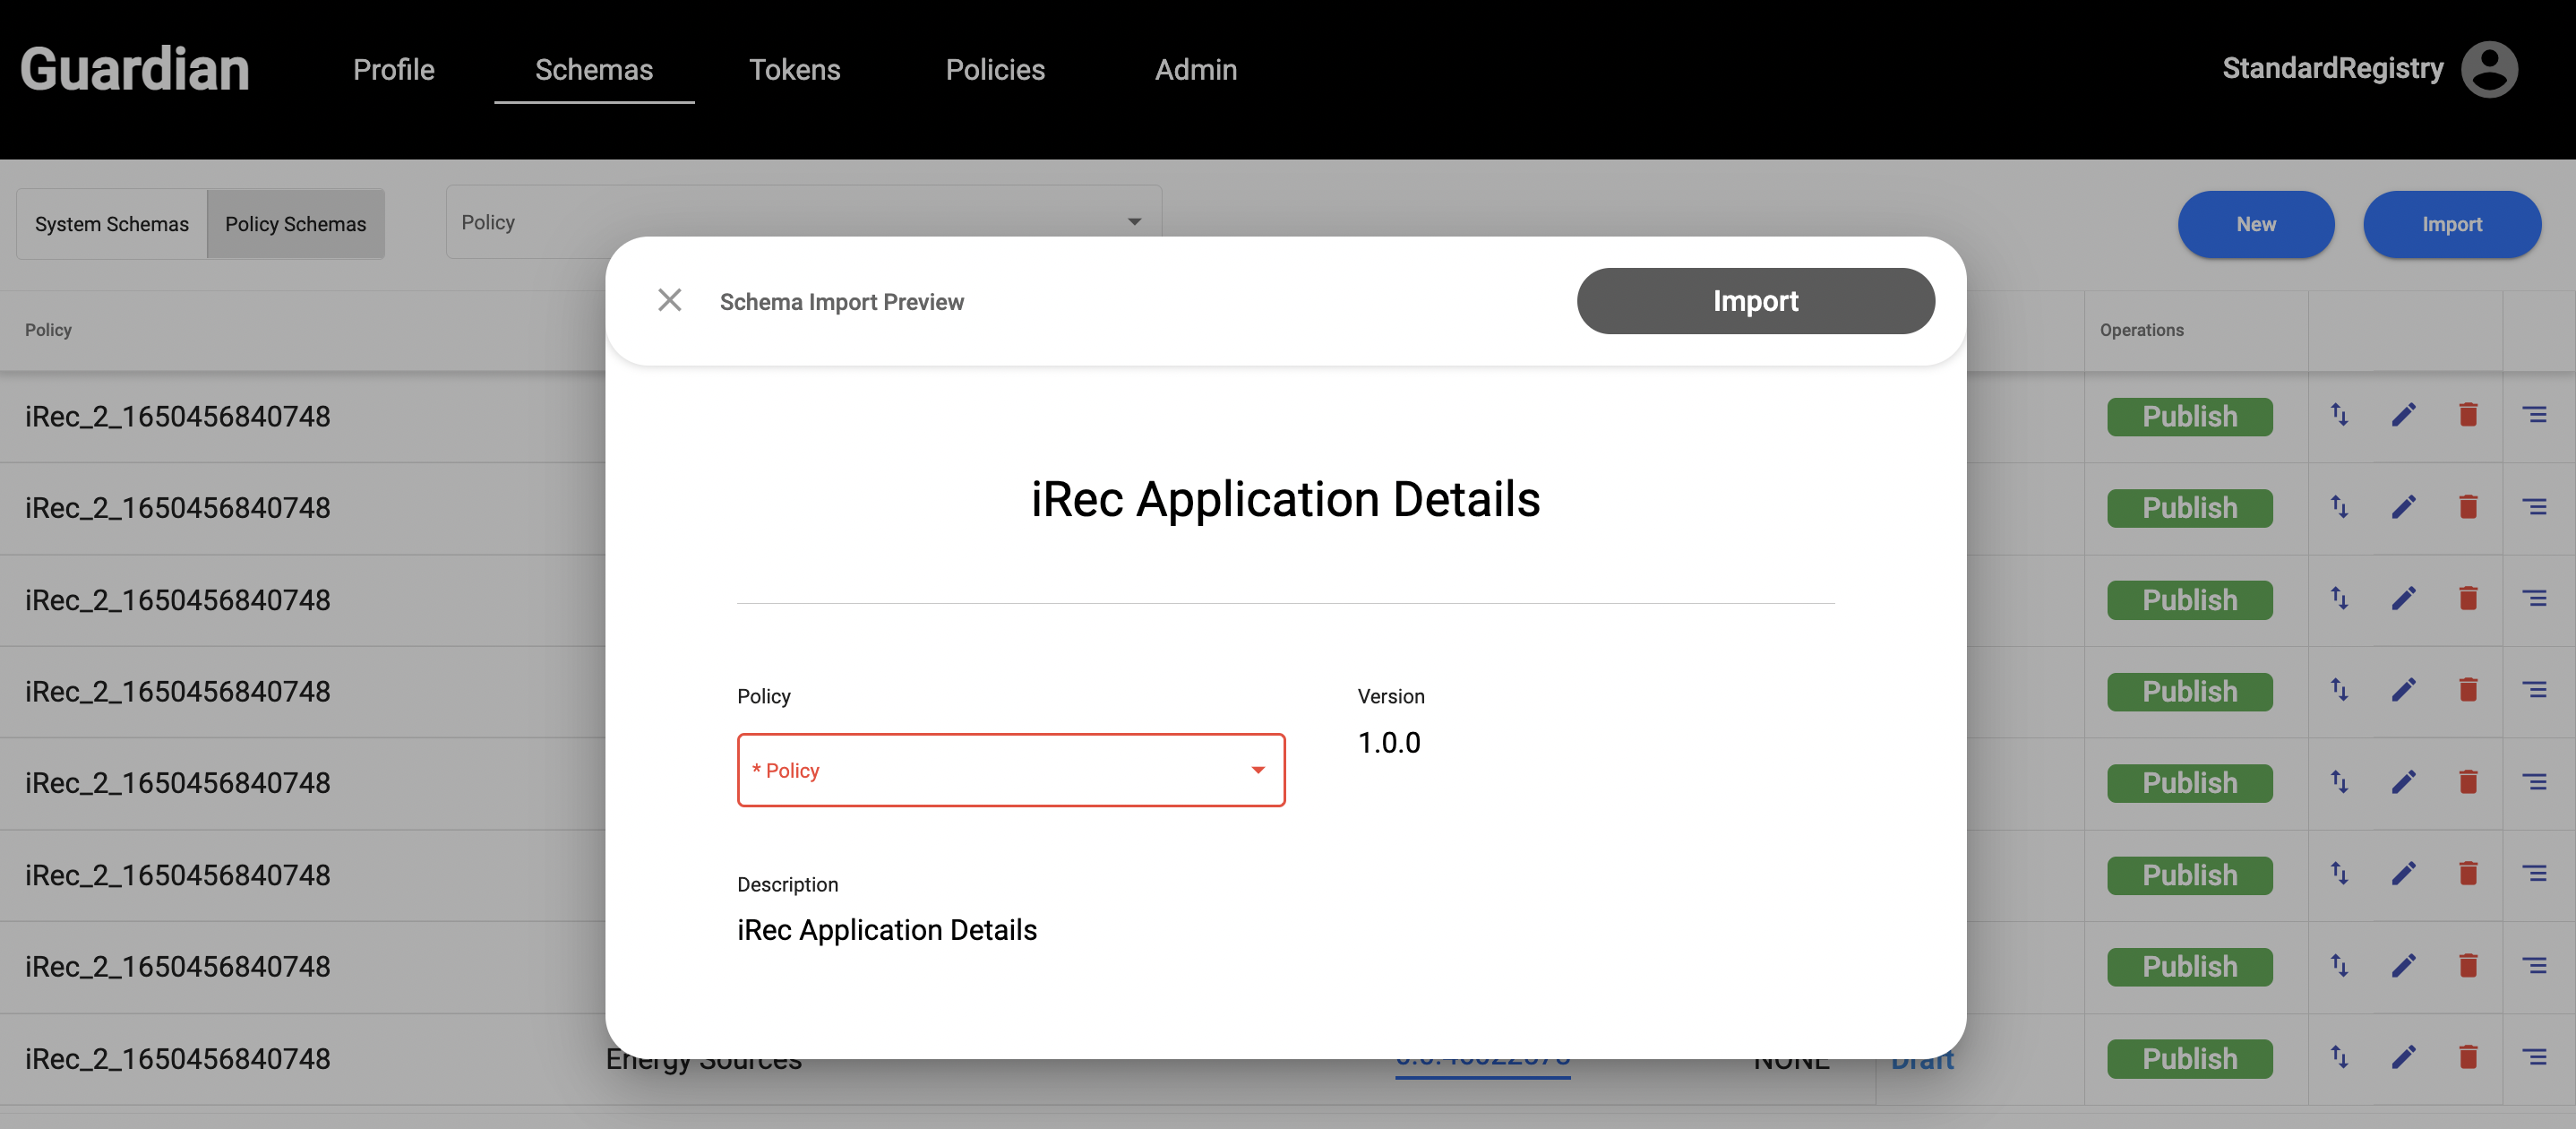 Guardian Profile Schemas Tokens Policies Admin StandardRegistry
System Schemas Policy Schemas Policy New Import
Schema Import Preview Import
Policy Operations
iRec_2_1650456840748 Publish
iRec_2_1650456840748 Publish
iRec_2_1650456840748 Publish
iRec_2_1650456840748 Publish
iRec_2_1650456840748 Publish
iRec_2_1650456840748 Publish
iRec_2_1650456840748 Publish
iRec_2_1650456840748 Energy Sources NONE Draft Publish
iRec Application Details
Policy Version
* Policy 1.0.0
Description
iRec Application Details